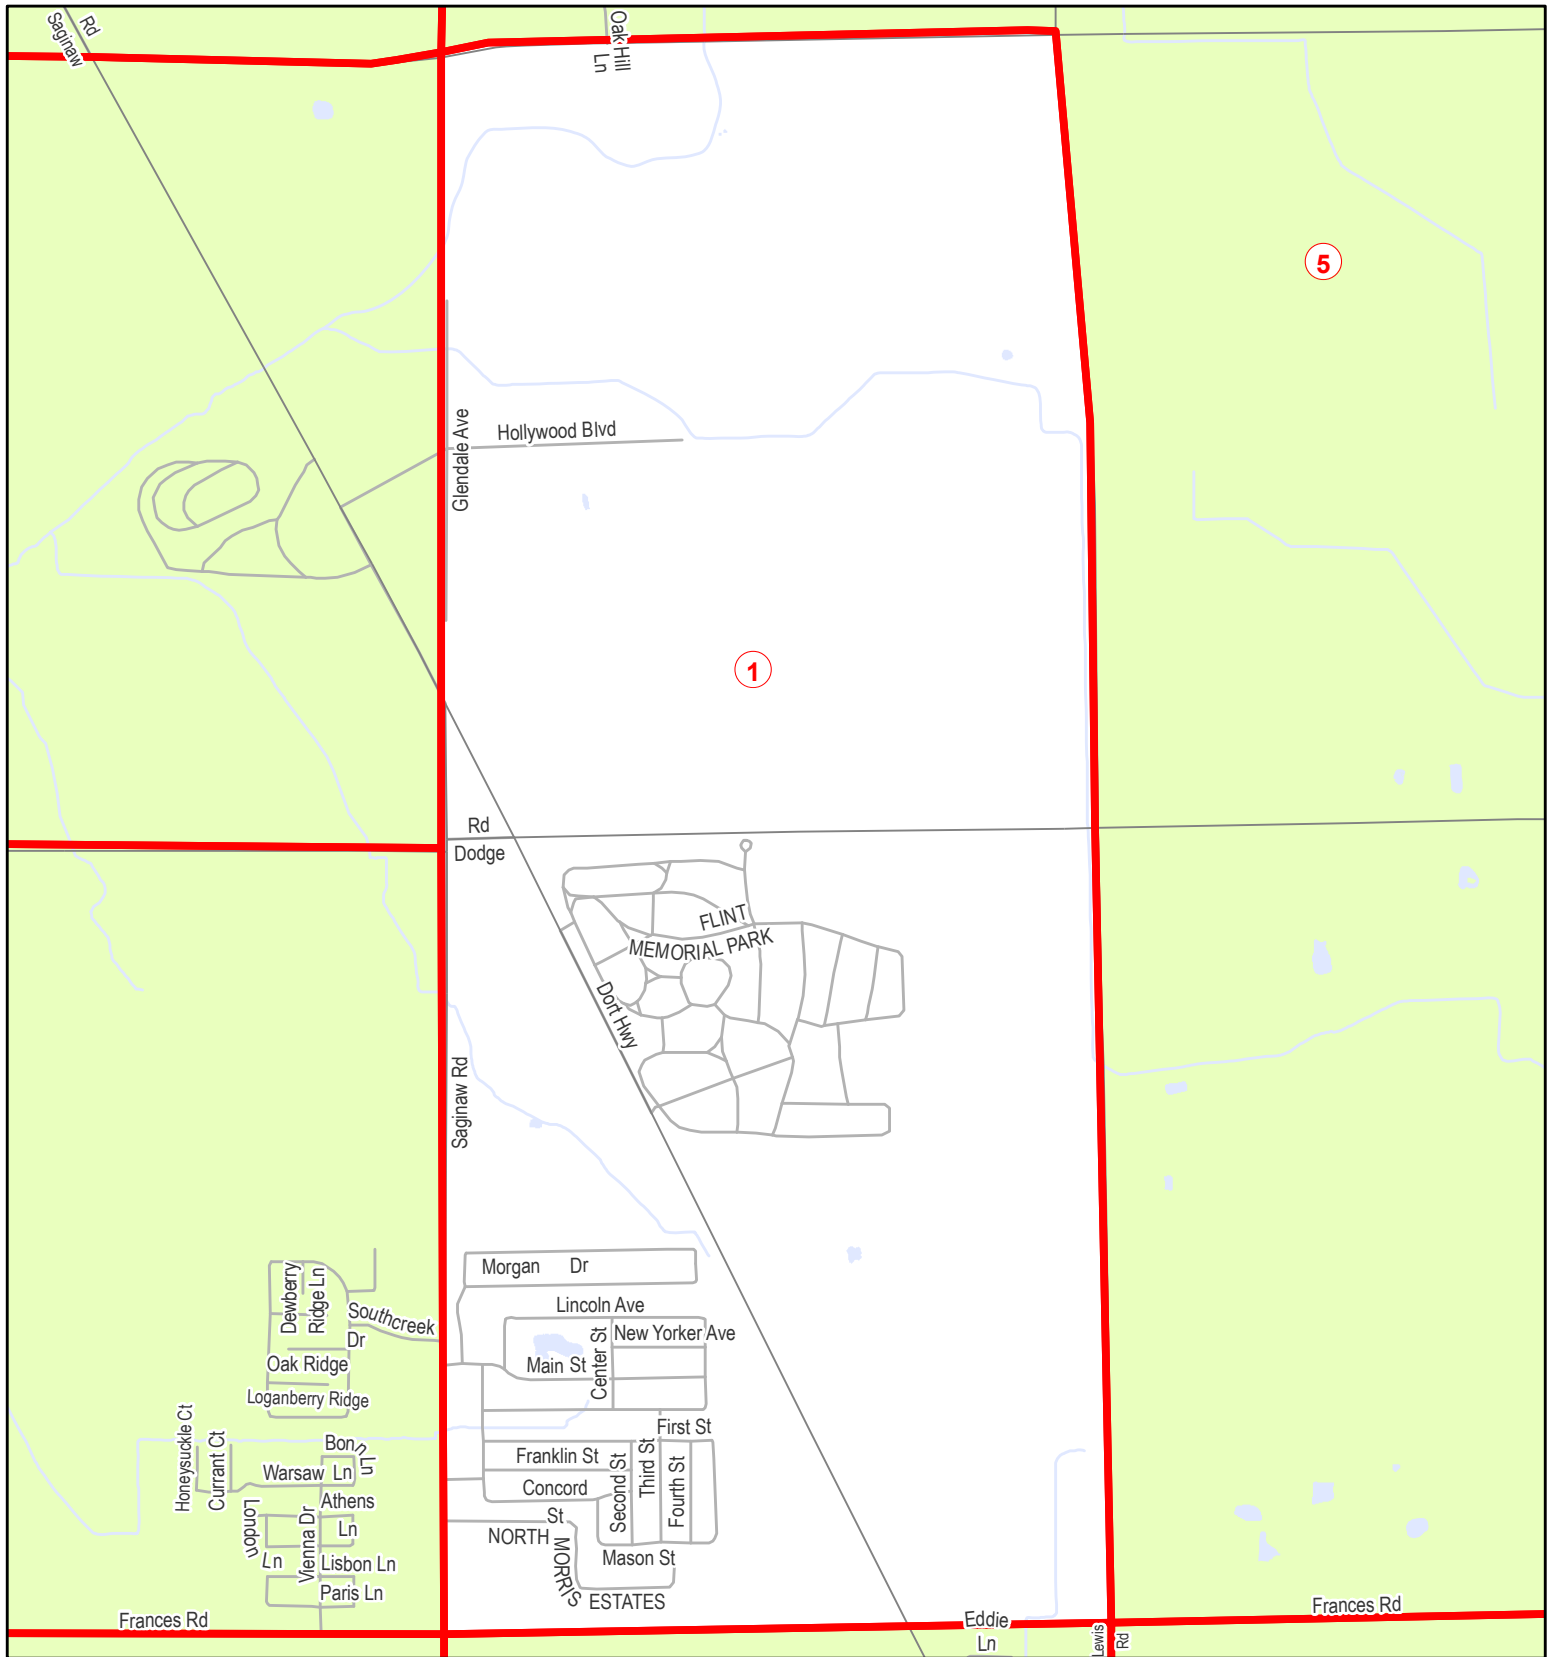 Saginaw
Rd
Oak Hill
Ln
5
Glendale Ave
Hollywood Blvd
1
Rd
Dodge
FLINT
MEMORIAL PARK
Dort Hwy
Saginaw Rd
Morgan Dr
Lincoln Ave
New Yorker Ave
Center St
Main St
First St
Franklin St
Concord
St
Second St
Third St
Fourth St
Mason St
NORTH
MORRIS
ESTATES
Dewberry
Ridge Ln
Southcreek
Dr
Oak Ridge
Loganberry Ridge
Honeysuckle Ct
Currant Ct
Bonn Ln
Warsaw Ln
Athens
Ln
London
Ln
Vienna Dr
Lisbon Ln
Paris Ln
Frances Rd
Eddie
Ln
Lewis
Rd
Frances Rd